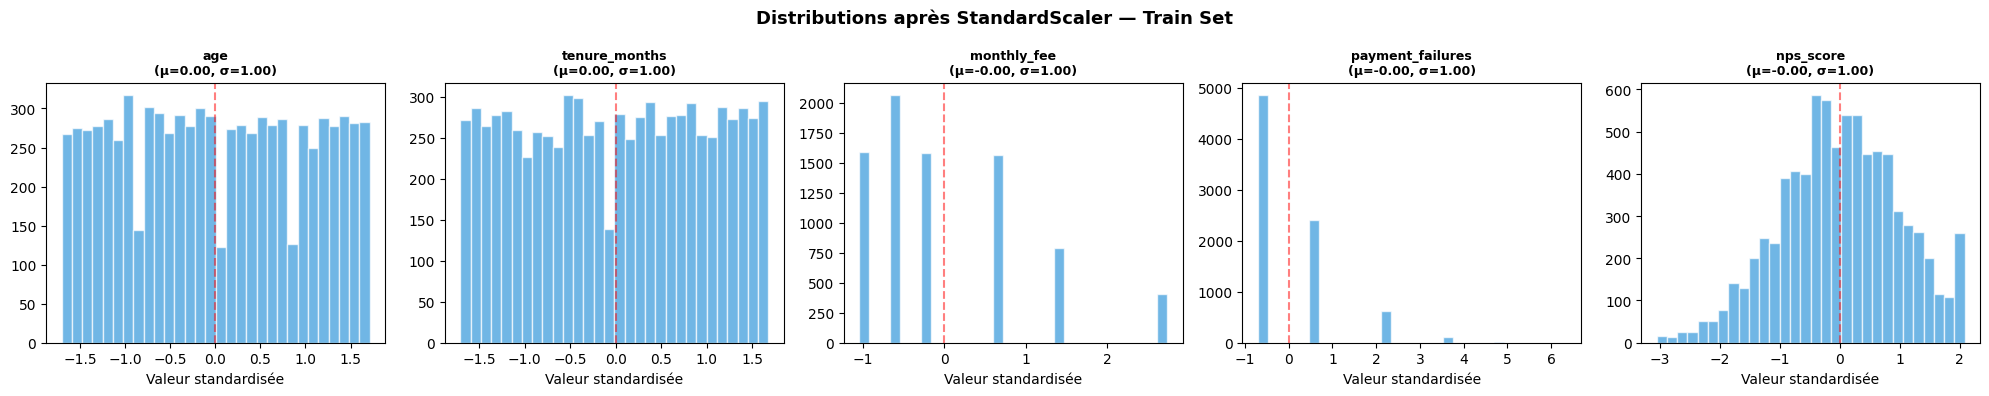 Distributions après StandardScaler — Train Set
age
(μ=0.00, σ=1.00)
300
250
200
150
100
50
0
−1.5 −1.0 −0.5 0.0 0.5 1.0 1.5
Valeur standardisée
tenure_months
(μ=0.00, σ=1.00)
300
250
200
150
100
50
0
−1.5 −1.0 −0.5 0.0 0.5 1.0 1.5
Valeur standardisée
monthly_fee
(μ=-0.00, σ=1.00)
2000
1750
1500
1250
1000
750
500
250
0
−1 0 1 2
Valeur standardisée
payment_failures
(μ=-0.00, σ=1.00)
5000
4000
3000
2000
1000
0
−1 0 1 2 3 4 5 6
Valeur standardisée
nps_score
(μ=-0.00, σ=1.00)
600
500
400
300
200
100
0
−3 −2 −1 0 1 2
Valeur standardisée